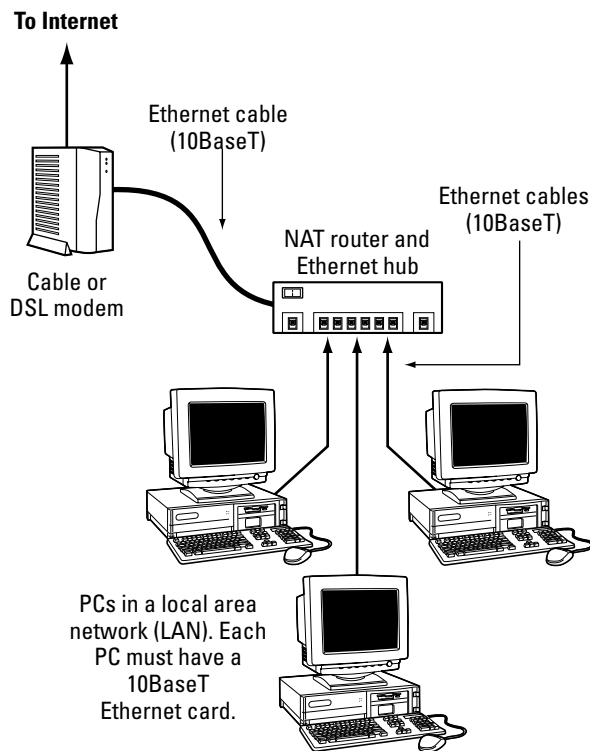 To Internet
Ethernet cable
(10BaseT)
Ethernet cables
(10BaseT)
NAT router and
Ethernet hub
Cable or
DSL modem
PCs in a local area
network (LAN). Each
PC must have a
10BaseT
Ethernet card.